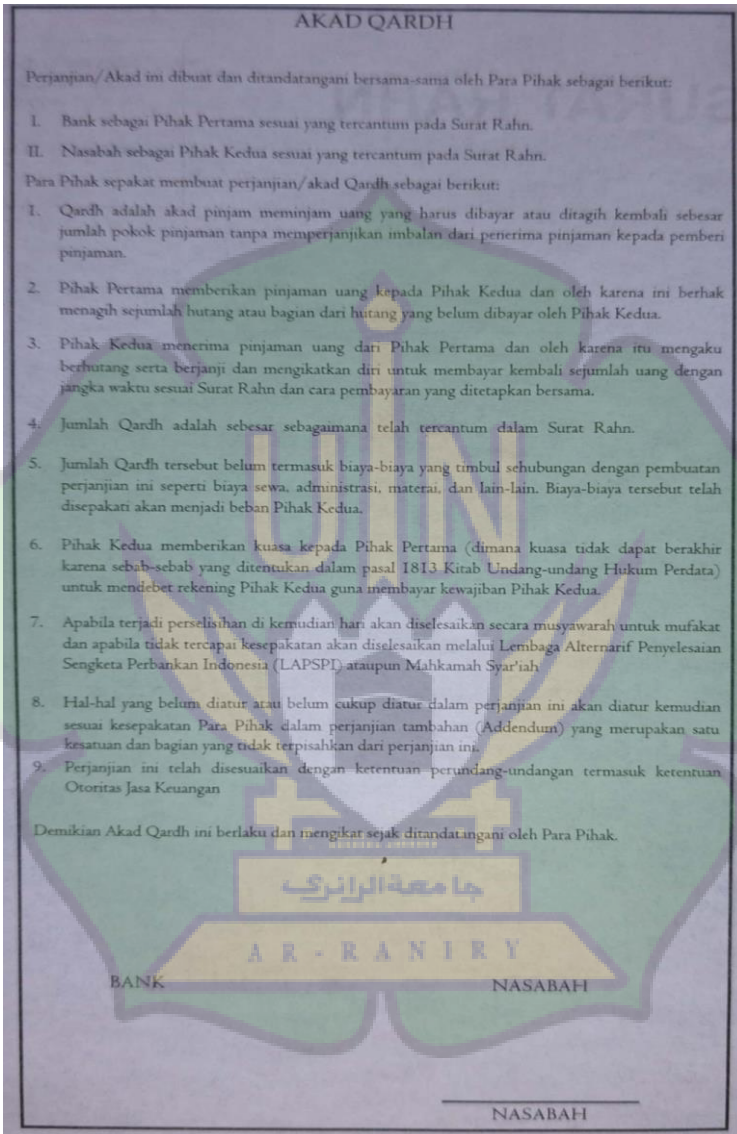 AKAD QARDH
Perjanjian/Akad ini dibuat dan ditandatangani bersama-sama oleh Para Pihak sebagai berikut:
I. Bank sebagai Pihak Pertama sesuai yang tercantum pada Surat Rahn.
II. Nasabah sebagai Pihak Kedua sesuai yang tercantum pada Surat Rahn.
Para Pihak sepakat membuat perjanjian/akad Qardh sebagai berikut:
1. Qardh adalah akad pinjam meminjam uang yang harus dibayar atau ditagih kembali sebesar
jumlah pokok pinjaman tanpa memperjanjikan imbalan dari penerima pinjaman kepada pemberi
pinjaman.
2. Pihak Pertama memberikan pinjaman uang kepada Pihak Kedua dan oleh karena ini berhak
menagih sejumlah hutang atau bagian dari hutang yang belum dibayar oleh Pihak Kedua.
3. Pihak Kedua menerima pinjaman uang dari Pihak Pertama dan oleh karena itu mengaku
berhutang serta berjanji dan mengikatkan diri untuk membayar kembali sejumlah uang dengan
jangka waktu sesuai Surat Rahn dan cara pembayaran yang ditetapkan bersama.
4. Jumlah Qardh adalah sebesar sebagaimana telah tercantum dalam Surat Rahn.
5. Jumlah Qardh tersebut belum termasuk biaya-biaya yang timbul sehubungan dengan pembuatan
perjanjian ini seperti biaya sewa, administrasi, materai, dan lain-lain. Biaya-biaya tersebut telah
disepakati akan menjadi beban Pihak Kedua.
6. Pihak Kedua memberikan kuasa kepada Pihak Pertama (dimana kuasa tidak dapat berakhir
karena sebab-sebab yang ditentukan dalam pasal 1813 Kitab Undang-undang Hukum Perdata)
untuk mendebet rekening Pihak Kedua guna membayar kewajiban Pihak Kedua.
7. Apabila terjadi perselisihan di kemudian hari akan diselesaikan secara musyawarah untuk mufakat
dan apabila tidak tercapai kesepakatan akan diselesaikan melalui Lembaga Alternarif Penyelesaian
Sengketa Perbankan Indonesia (LAPSPI) ataupun Mahkamah Syar'iah
8. Hal-hal yang belum diatur atau belum cukup diatur dalam perjanjian ini akan diatur kemudian
sesuai kesepakatan Para Pihak dalam perjanjian tambahan (Addendum) yang merupakan satu
kesatuan dan bagian yang tidak terpisahkan dari perjanjian ini.
9. Perjanjian ini telah disesuaikan dengan ketentuan perundang-undangan termasuk ketentuan
Otoritas Jasa Keuangan
Demikian Akad Qardh ini berlaku dan mengikat sejak ditandatangani oleh Para Pihak.
UIN
جامعة الرانري
AR-RANIRY
BANK NASABAH
NASABAH